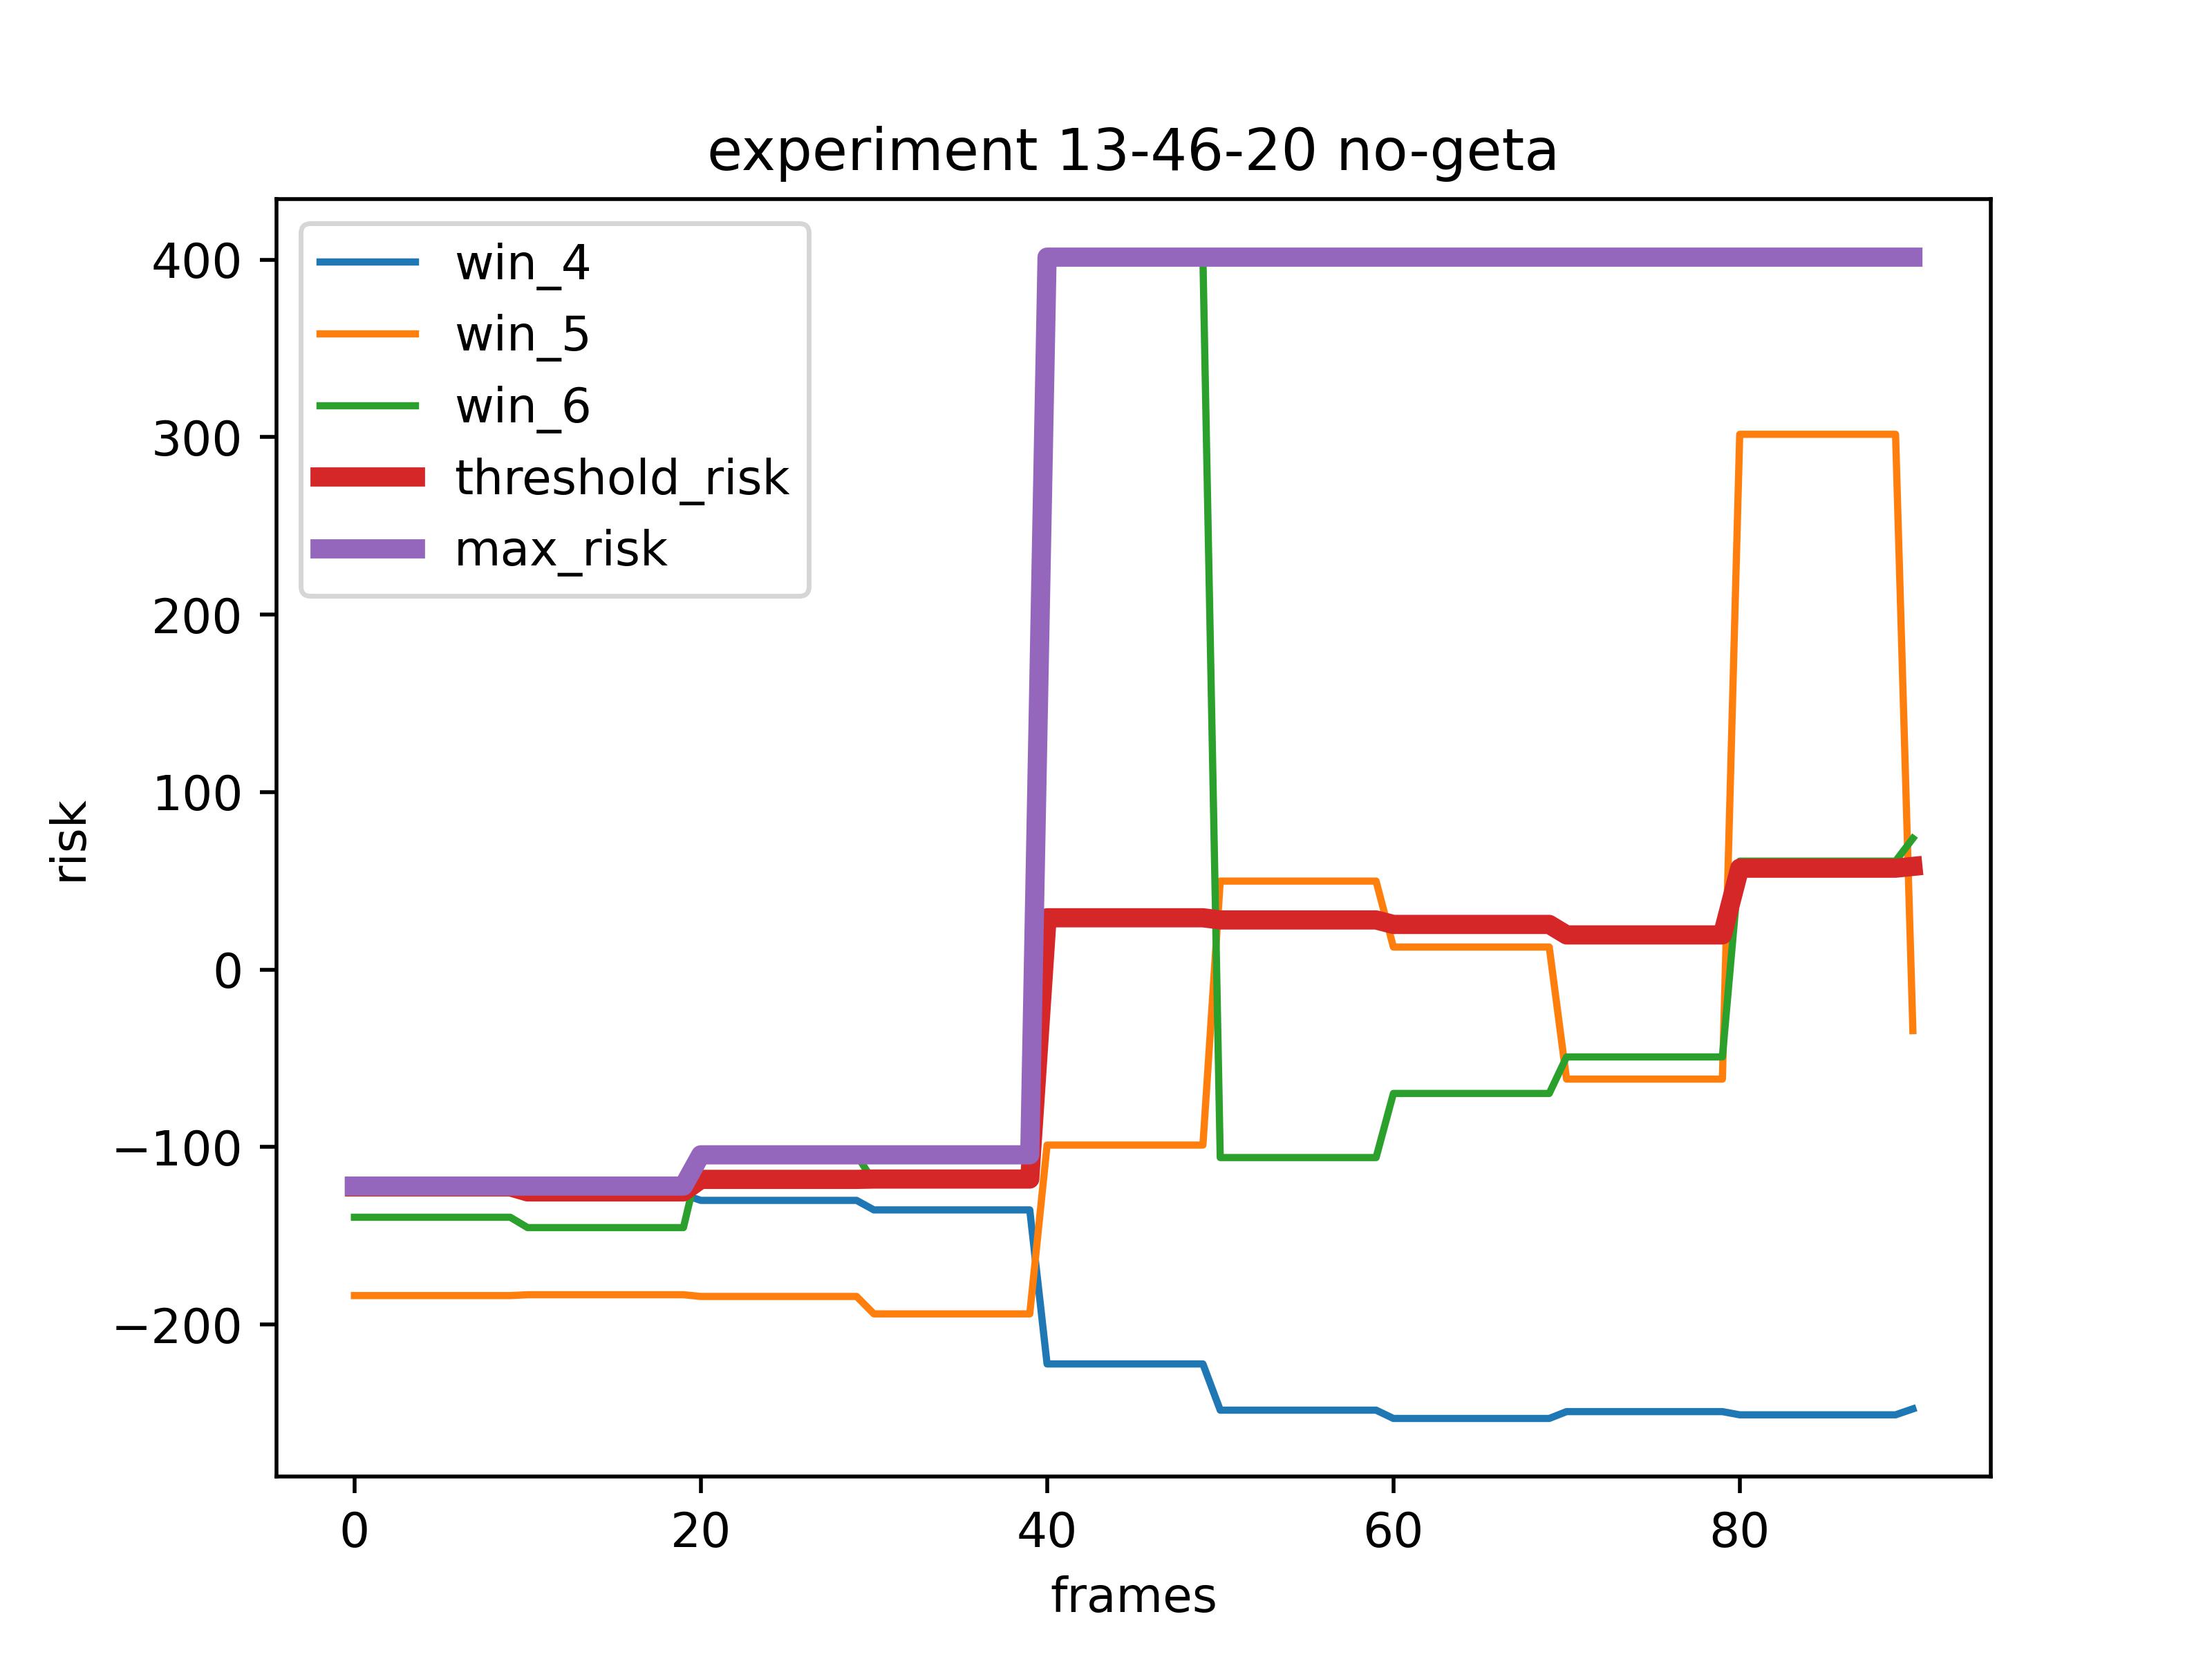 experiment 13-46-20 no-geta
win_4
win_5
win_6
threshold_risk
max_risk
400
300
200
100
0
−100
−200
risk
0 20 40 60 80
frames